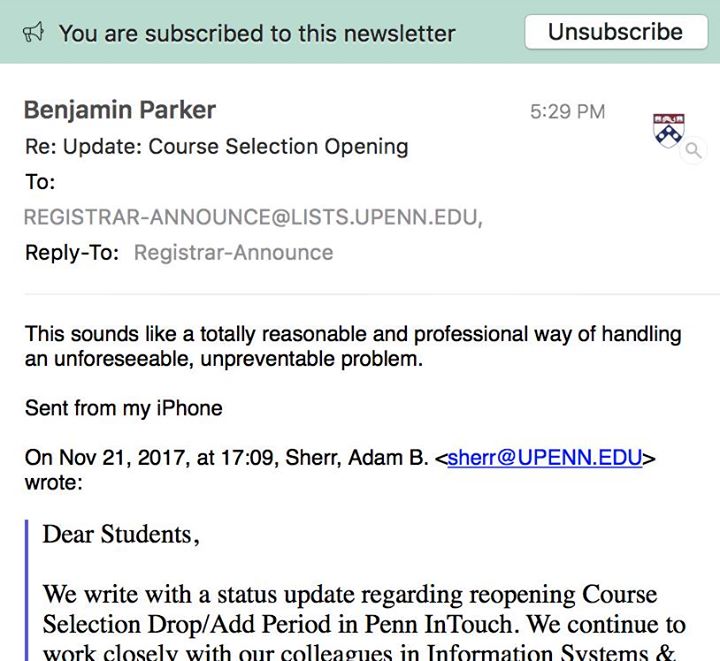 You are subscribed to this newsletter Unsubscribe
Benjamin Parker 5:29 PM
Re: Update: Course Selection Opening
To:
REGISTRAR-ANNOUNCE@LISTS.UPENN.EDU,
Reply-To: Registrar-Announce
This sounds like a totally reasonable and professional way of handling
an unforeseeable, unpreventable problem.
Sent from my iPhone
On Nov 21, 2017, at 17:09, Sherr, Adam B. <sherr@UPENN.EDU>
wrote:
Dear Students,
We write with a status update regarding reopening Course
Selection Drop/Add Period in Penn InTouch. We continue to
work closely with our colleagues in Information Systems &